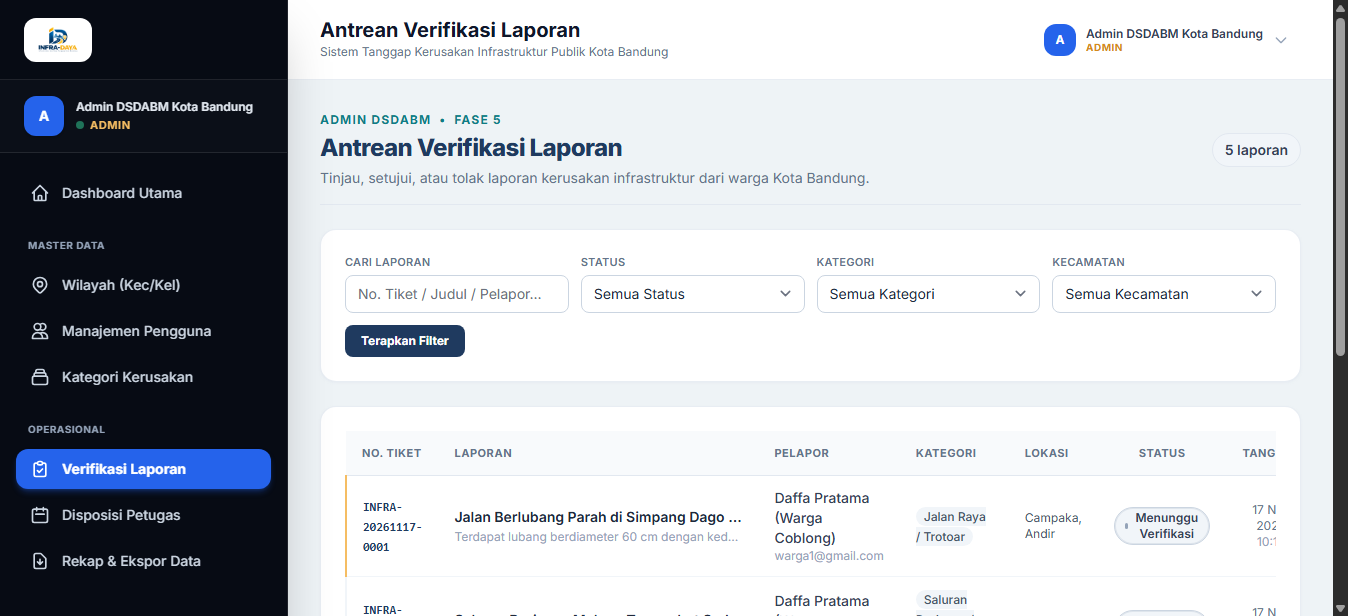 INFRA-DAYA
Antrean Verifikasi Laporan
Sistem Tanggap Kerusakan Infrastruktur Publik Kota Bandung
A
Admin DSDABM Kota Bandung
ADMIN
A
Admin DSDABM Kota Bandung
ADMIN
Dashboard Utama
MASTER DATA
Wilayah (Kec/Kel)
Manajemen Pengguna
Kategori Kerusakan
OPERASIONAL
Verifikasi Laporan
Disposisi Petugas
Rekap & Ekspor Data
ADMIN DSDABM • FASE 5
Antrean Verifikasi Laporan
5 laporan
Tinjau, setujui, atau tolak laporan kerusakan infrastruktur dari warga Kota Bandung.
CARI LAPORAN STATUS KATEGORI KECAMATAN
No. Tiket / Judul / Pelapor... Semua Status Semua Kategori Semua Kecamatan
Terapkan Filter
NO. TIKET LAPORAN PELAPOR KATEGORI LOKASI STATUS TANG
INFRA-
20261117-
0001
Jalan Berlubang Parah di Simpang Dago ...
Terdapat lubang berdiameter 60 cm dengan ked...
Daffa Pratama
(Warga
Coblong)
warga1@gmail.com
Jalan Raya
/ Trotoar
Campaka,
Andir
Menunggu
Verifikasi
17 N
202
10:1
INFRA-
Daffa Pratama
Saluran
17 N